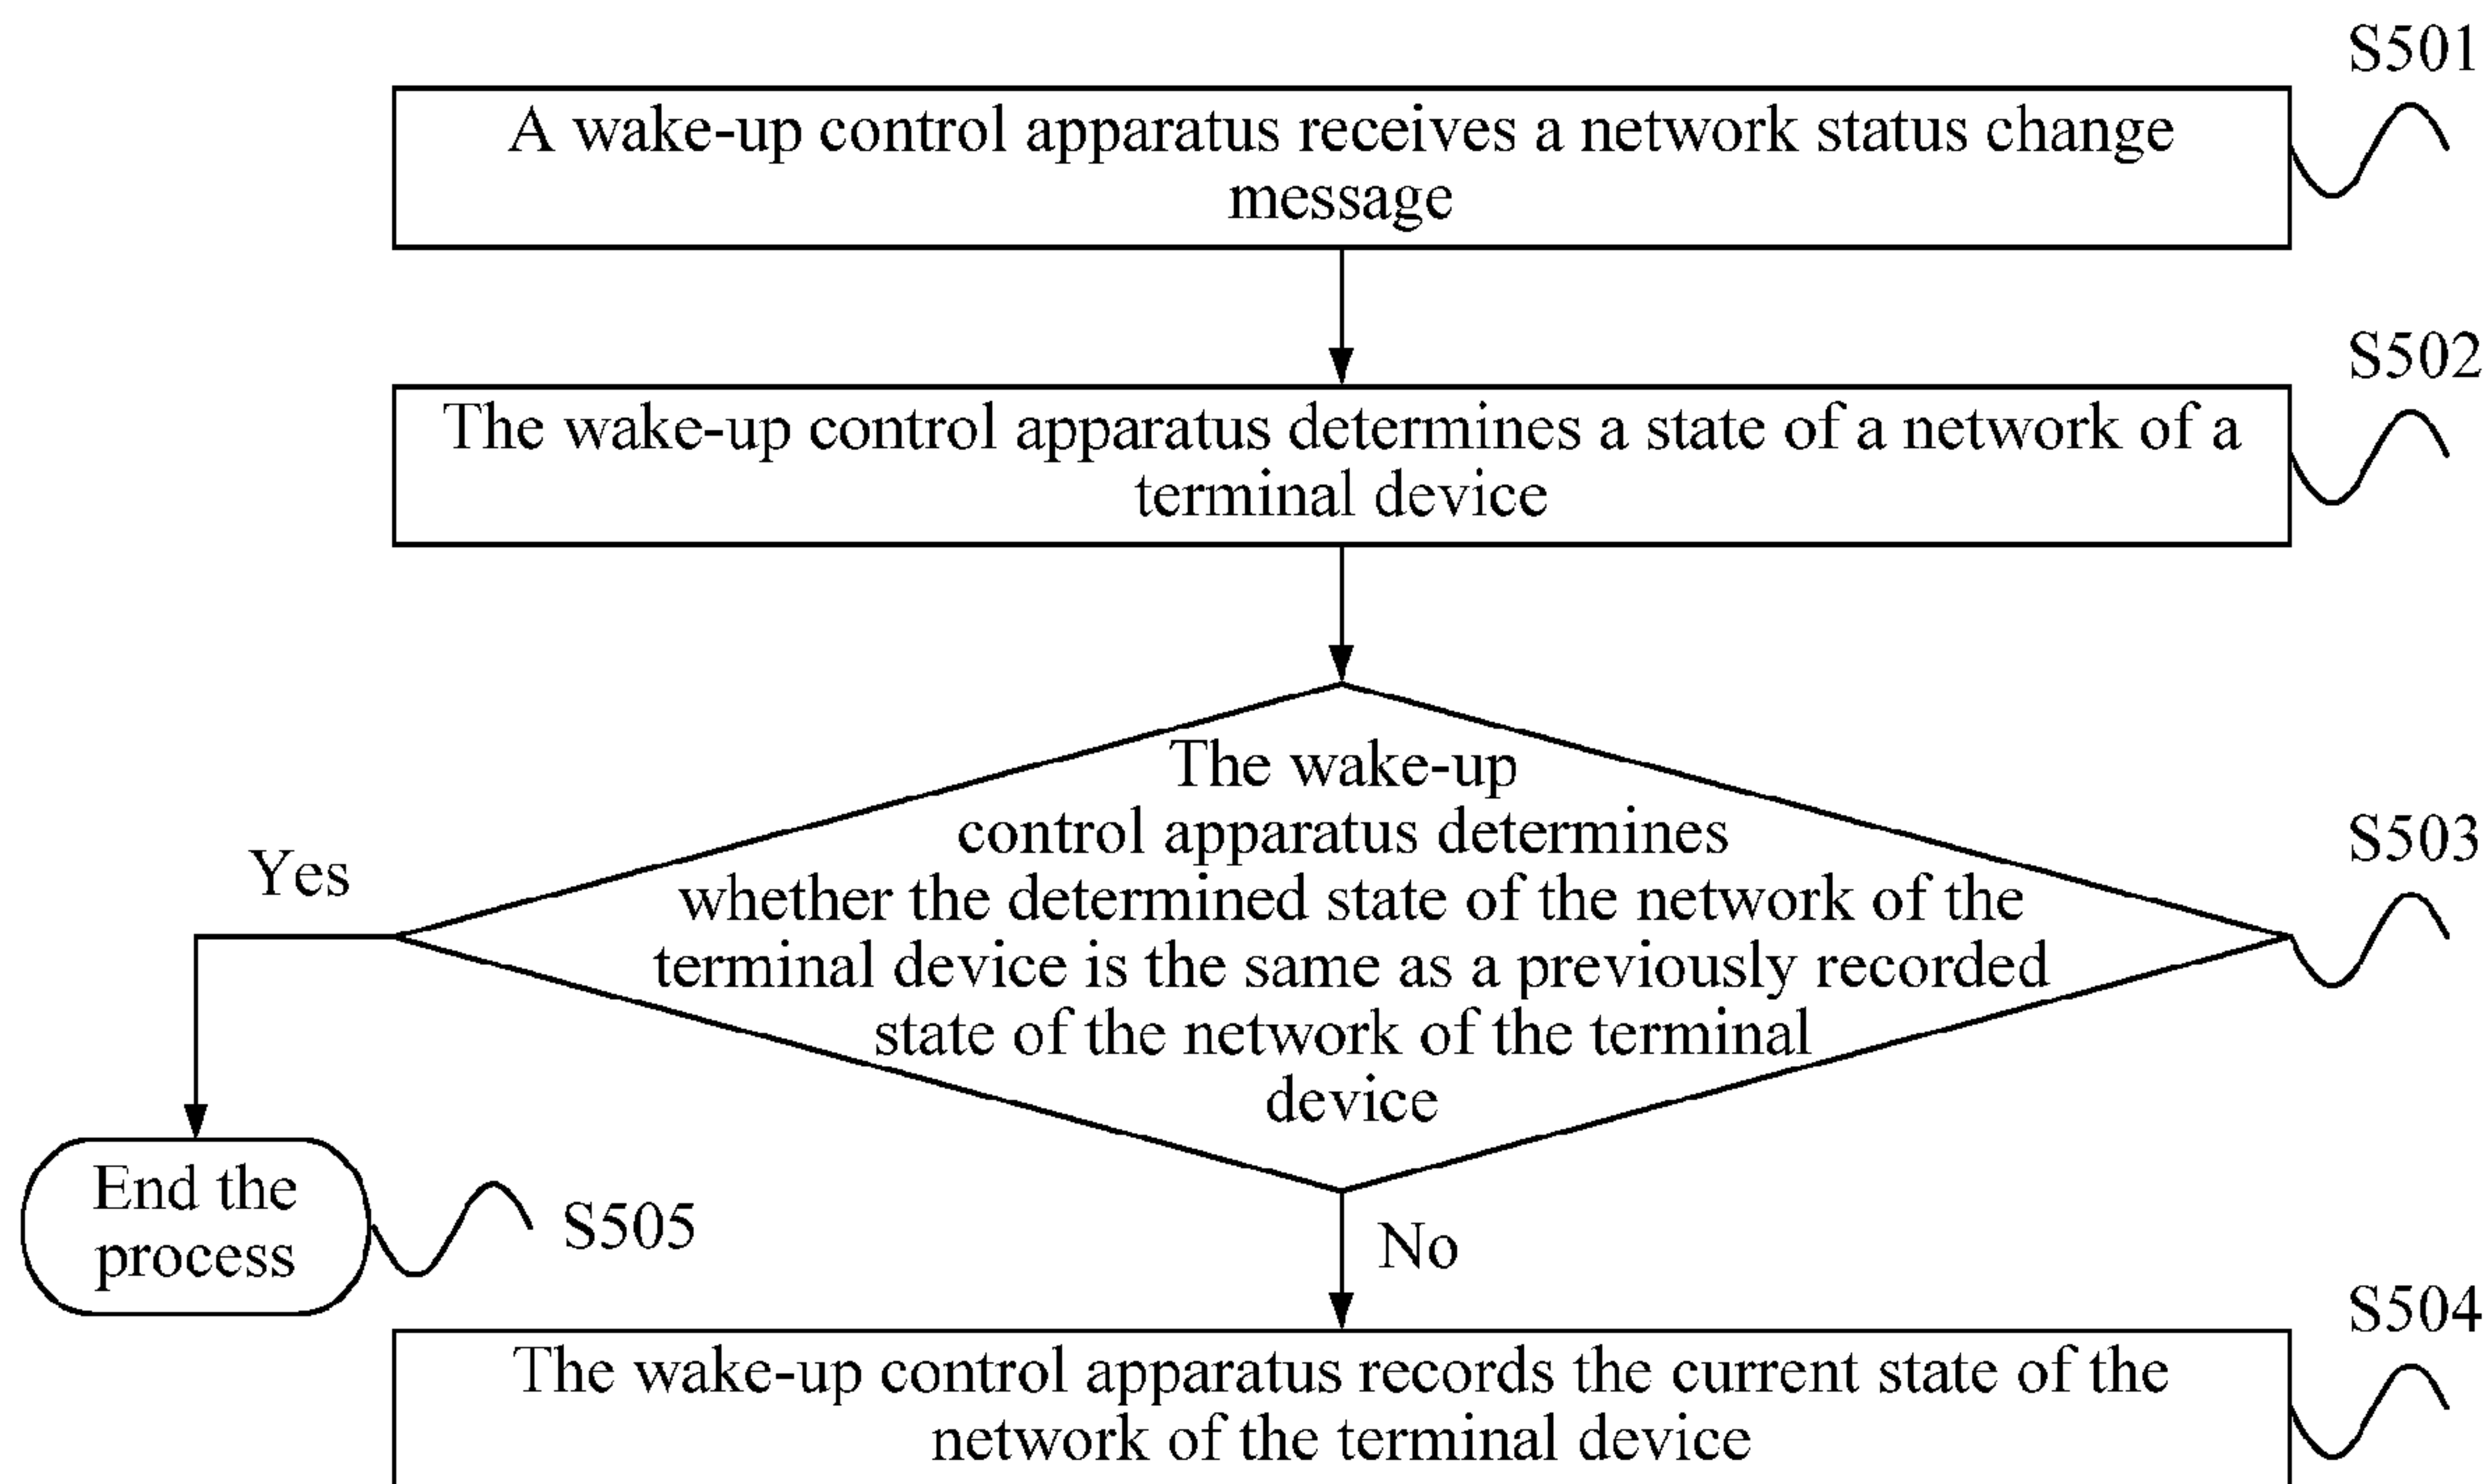 S501
A wake-up control apparatus receives a network status change
message
S502
The wake-up control apparatus determines a state of a network of a
terminal device
The wake-up
control apparatus determines
whether the determined state of the network of the
terminal device is the same as a previously recorded
state of the network of the terminal
device
S503
Yes
End the
process
S505
No
S504
The wake-up control apparatus records the current state of the
network of the terminal device